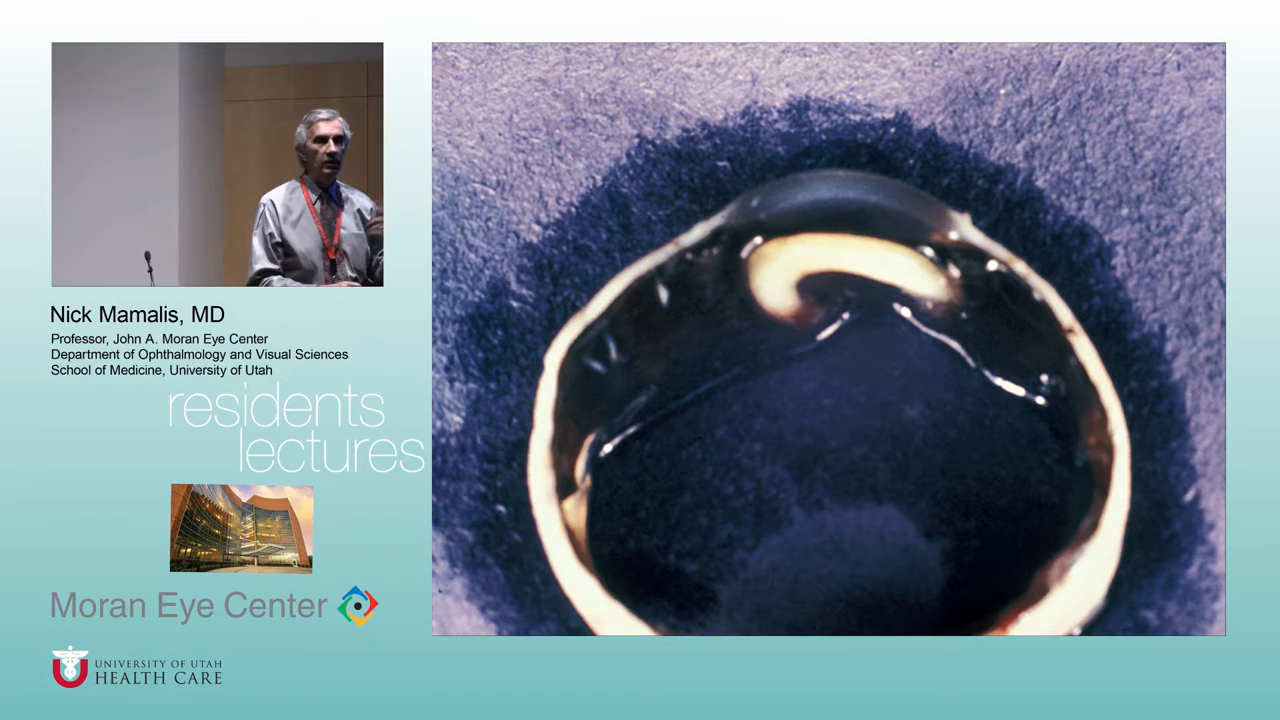 Nick Mamalis, MD
Professor, John A. Moran Eye Center
Department of Ophthalmology and Visual Sciences
School of Medicine, University of Utah
residents
lectures
Moran Eye Center
UNIVERSITY OF UTAH
HEALTH CARE